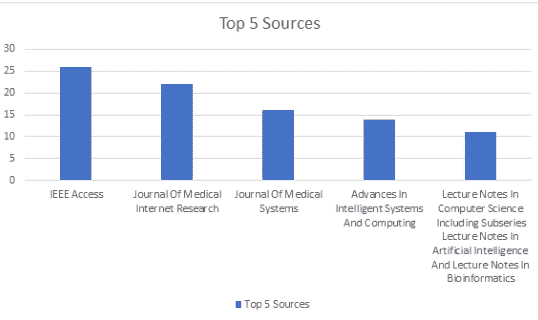 Top 5 Sources
30
25
20
15
10
5
0
IEEE Access
Journal Of Medical
Internet Research
Journal Of Medical
Systems
Advances In
Intelligent Systems
And Computing
Lecture Notes In
Computer Science
Including Subseries
Lecture Notes In
Artificial Intelligence
And Lecture Notes In
Bioinformatics
Top 5 Sources